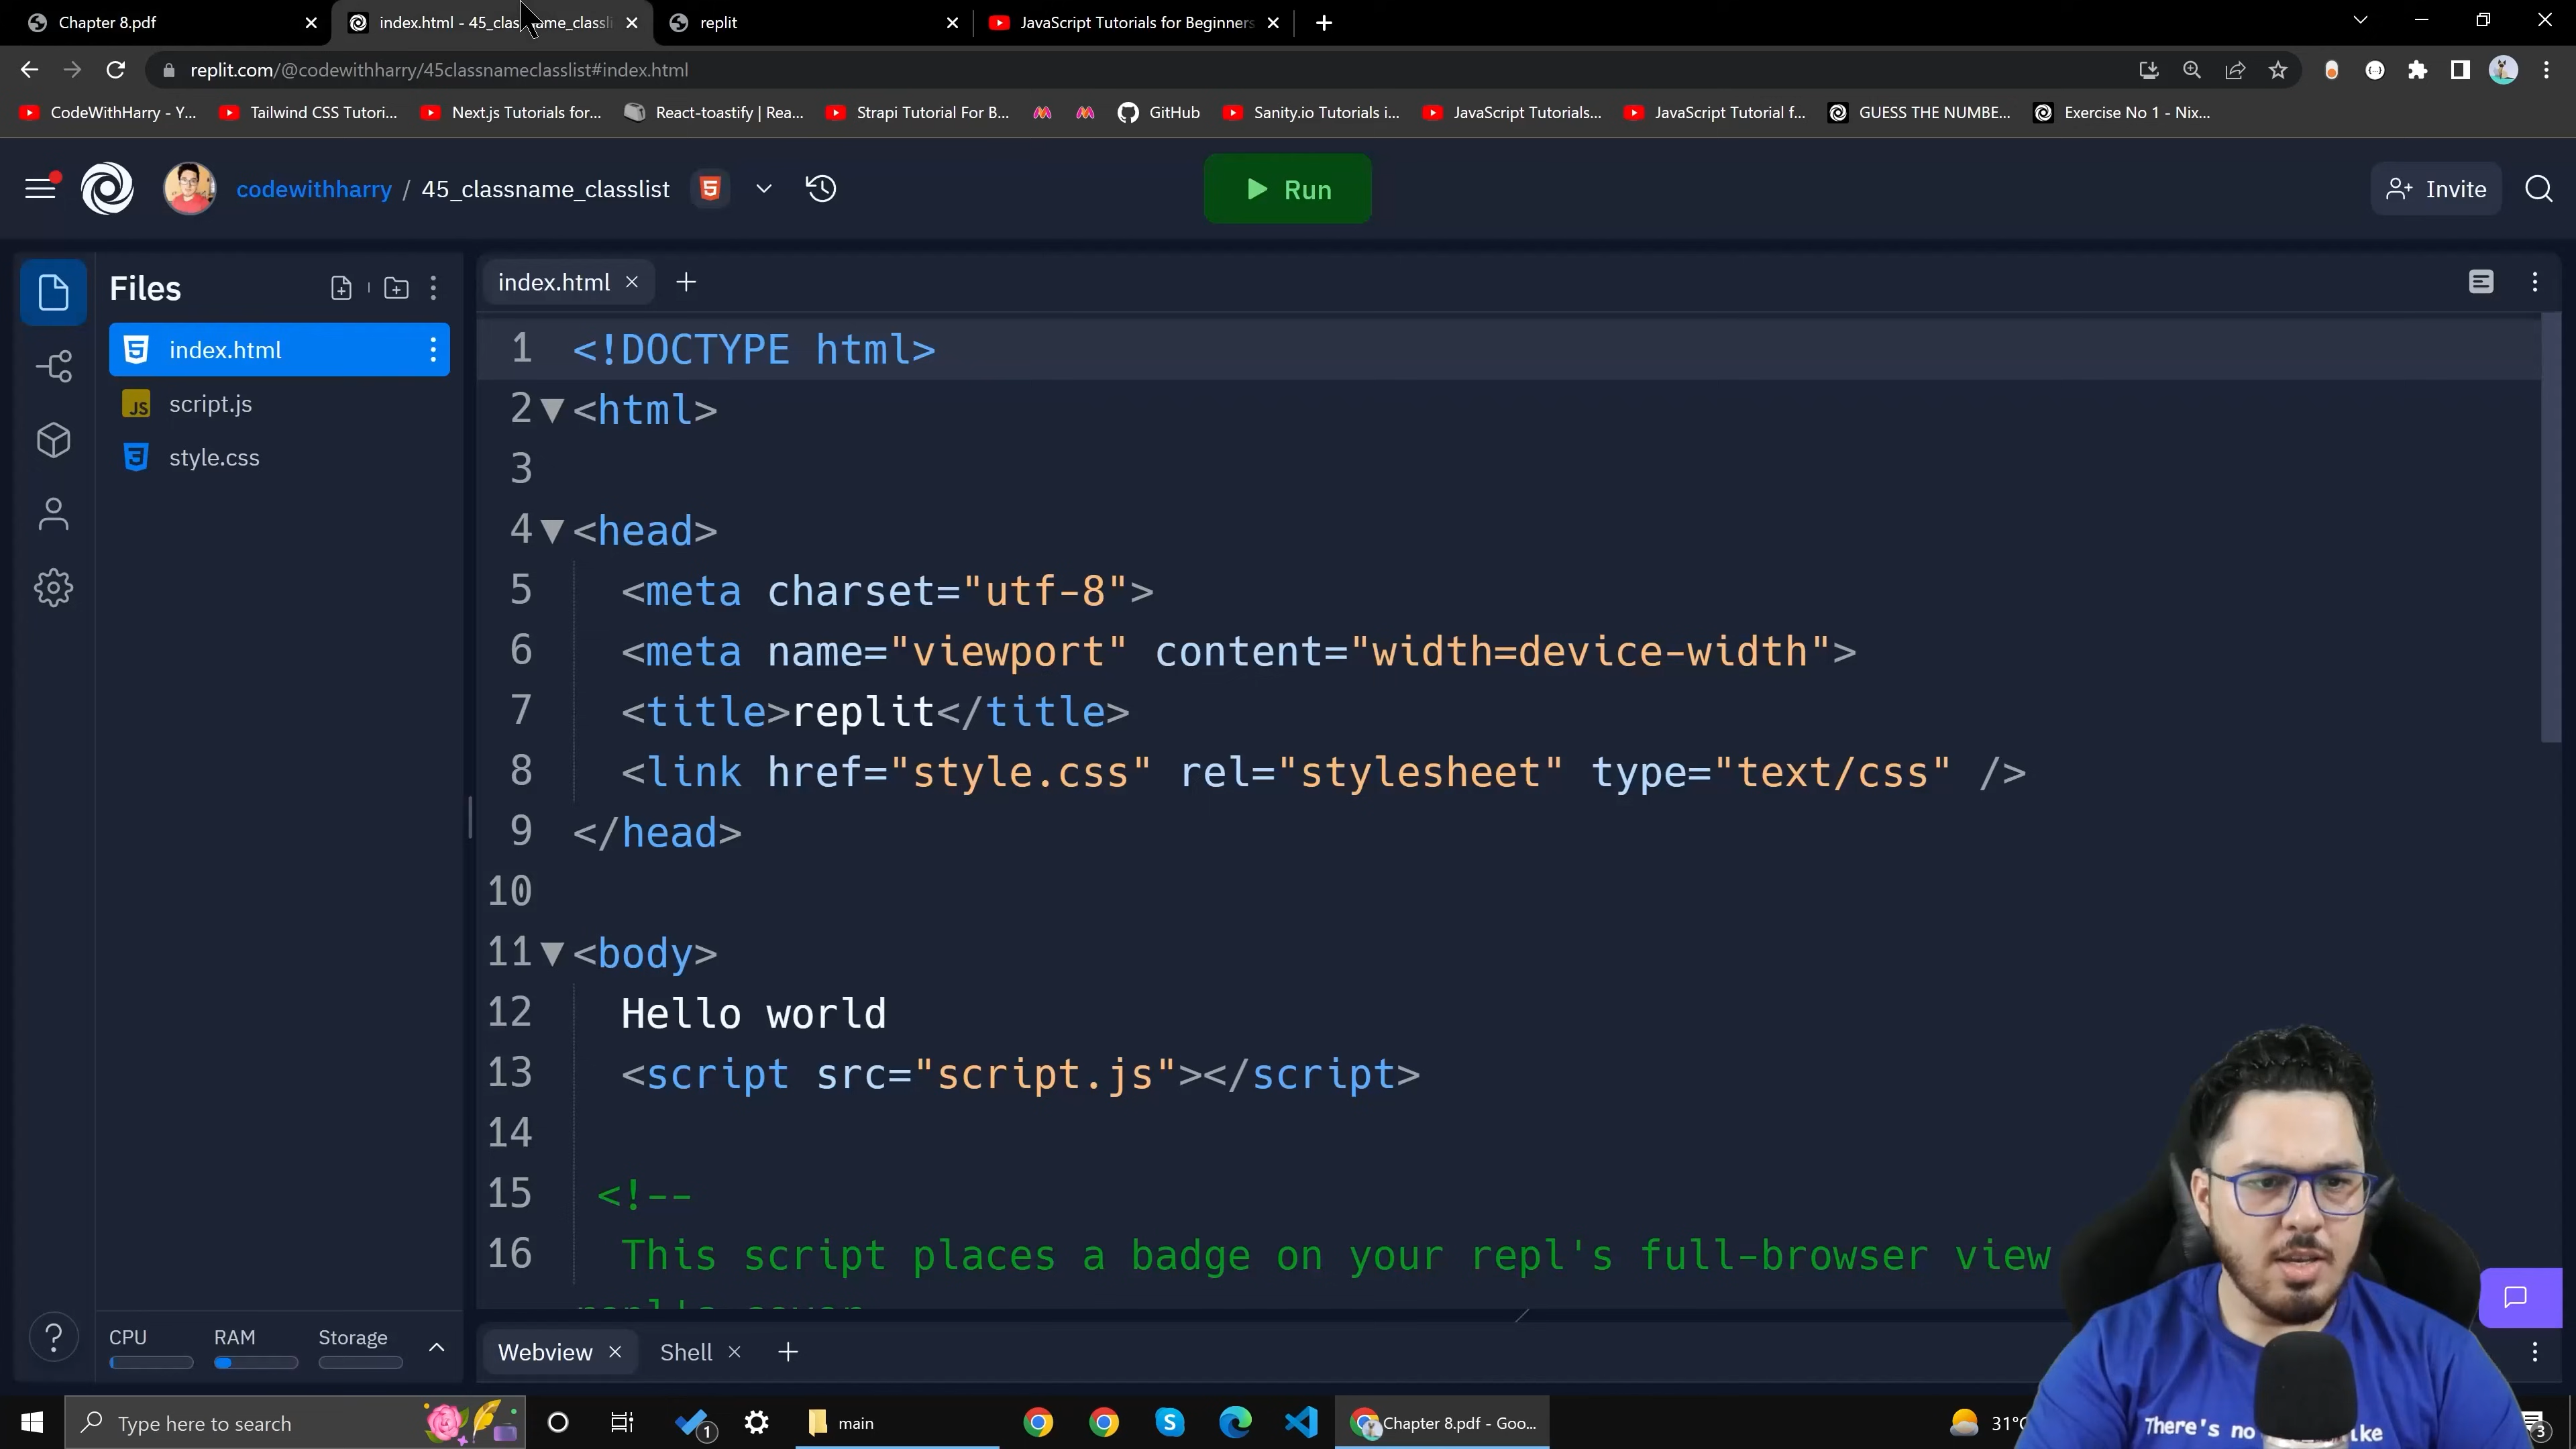 Chapter 8.pdf
index.html - 45_cl
replit
JavaScript Tutorials for Beginners
replit.com/@codewithharry/45classnameclasslist#index.html
CodeWithHarry - Y...
Tailwind CSS Tutori...
Next.js Tutorials for...
React-toastify | Rea...
Strapi Tutorial For B...
GitHub
Sanity.io Tutorials i...
JavaScript Tutorials...
JavaScript Tutorial f...
GUESS THE NUMBE...
Exercise No 1 - Nix...
codewithharry / 45_classname_classlist
Run
Invite
Files
index.html
script.js
style.css
index.html
1 <!DOCTYPE html>
2 <html>
3
4 <head>
5 <meta charset="utf-8">
6 <meta name="viewport" content="width=device-width">
7 <title>replit</title>
8 <link href="style.css" rel="stylesheet" type="text/css" />
9 </head>
10
11 <body>
12 Hello world
13 <script src="script.js"></script>
14
15 <!--
16 This script places a badge on your repl's full-browser view
CPU
RAM
Storage
Webview
Shell
Type here to search
1
main
Chapter 8.pdf - Goo...
31°
There's no
ke
3